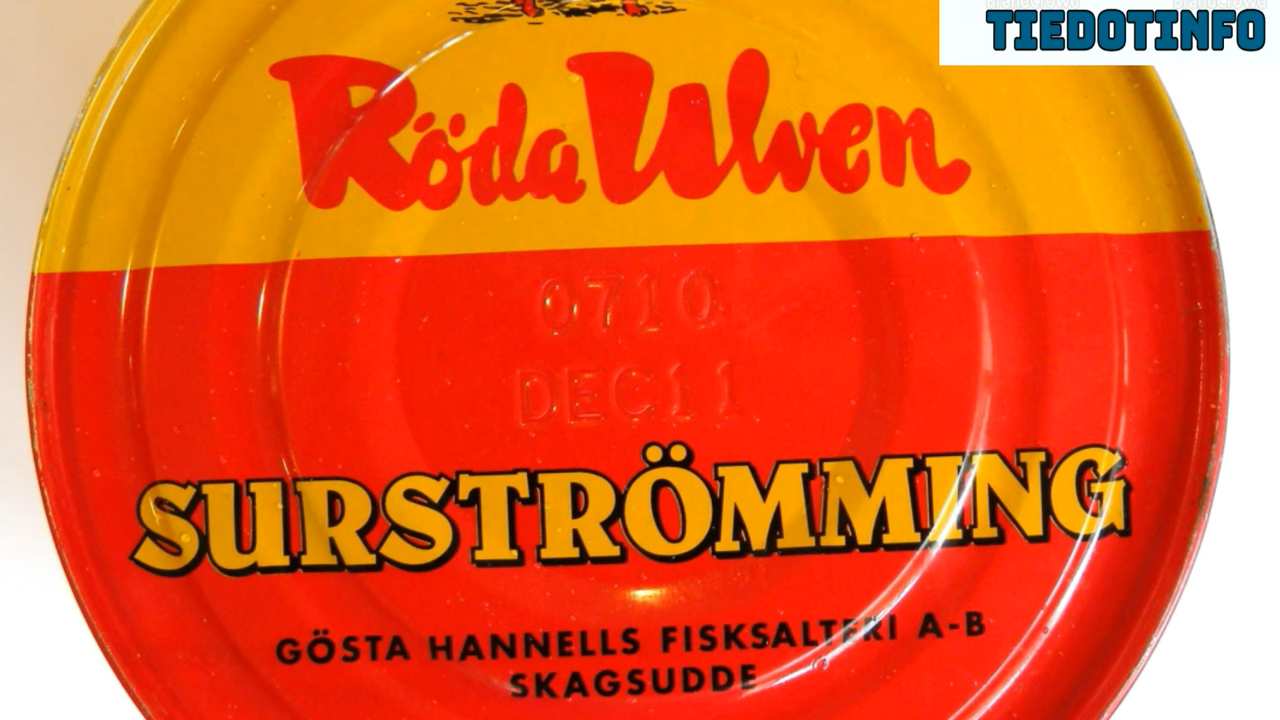 TIEDOTINFO
Röda Ulven
0710
DEC11
SURSTRÖMMING
GÖSTA HANNELLS FISKSALTERI A-B
SKAGSUDDE